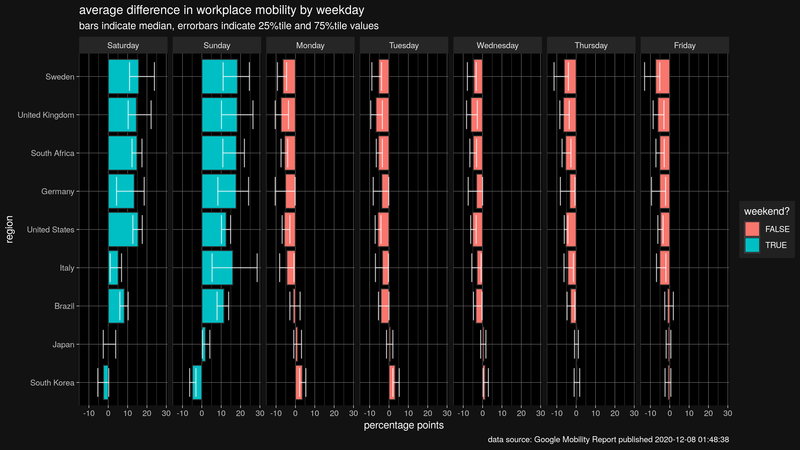 average difference in workplace mobility by weekday
bars indicate median, errorbars indicate 25%tile and 75%tile values
Saturday Sunday Monday Tuesday Wednesday Thursday Friday
region
Sweden
United Kingdom
South Africa
Germany
United States
Italy
Brazil
Japan
South Korea
weekend?
FALSE
TRUE
-10 0 10 20 30 -10 0 10 20 30 -10 0 10 20 30 -10 0 10 20 30 -10 0 10 20 30 -10 0 10 20 30 -10 0 10 20 30
percentage points
data source: Google Mobility Report published 2020-12-08 01:48:38